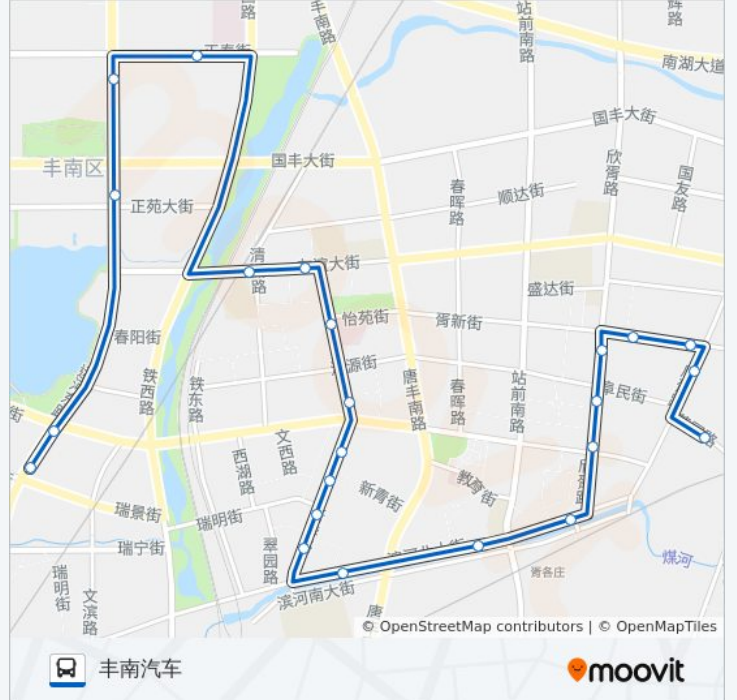 丰南路
站前南路
南湖大道
国丰大街
国丰大街
丰南区
欣胥路
国友路
春晖路
顺达街
正苑大街
清
盛达街
怡苑街
胥新街
春阳街
源街
阜民街
铁西路
铁东路
唐丰南路
春晖路
站前南路
文西路
西湖路
教育街
新青街
瑞景街
瑞明街
瑞宁街
翠园路
滨河南大街
煤河
青各庄
瑞明街
文滨路
唐
© OpenStreetMap contributors | © OpenMapTiles
丰南汽车
moovit